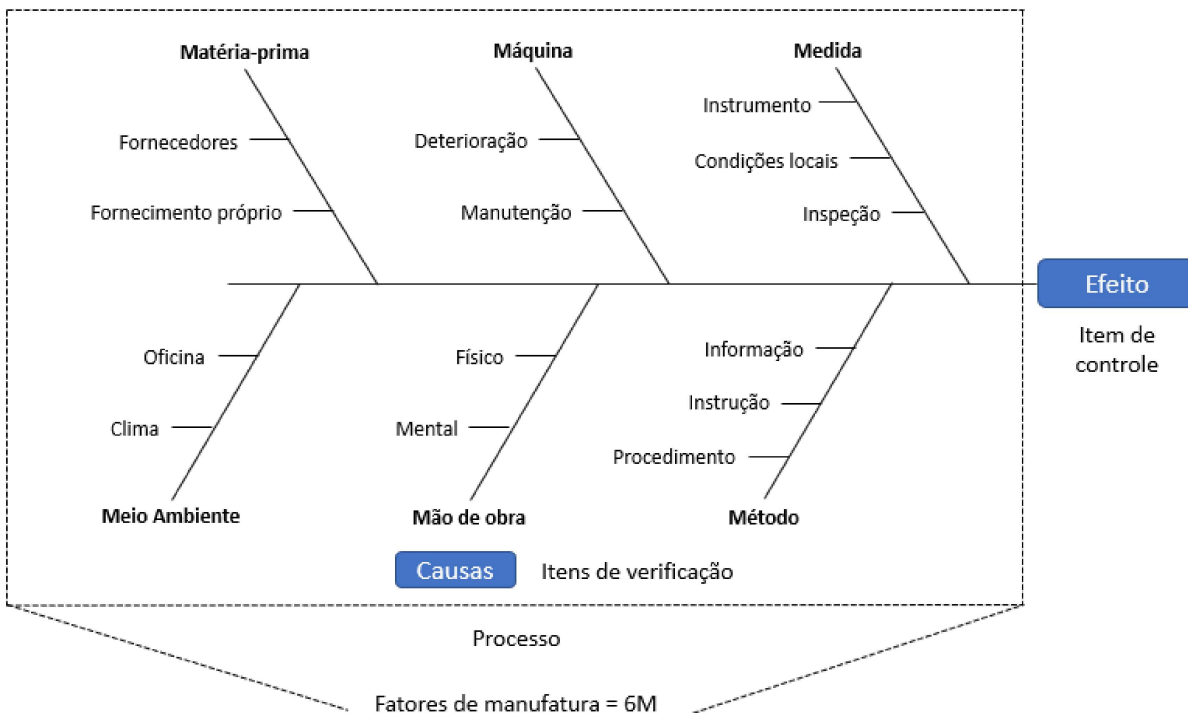 Matéria-prima
Máquina
Medida
Fornecedores
Fornecimento próprio
Deterioração
Manutenção
Instrumento
Condições locais
Inspeção
Efeito
Item de
controle
Oficina
Clima
Físico
Mental
Informação
Instrução
Procedimento
Meio Ambiente
Mão de obra
Método
Causas
Itens de verificação
Processo
Fatores de manufatura = 6M